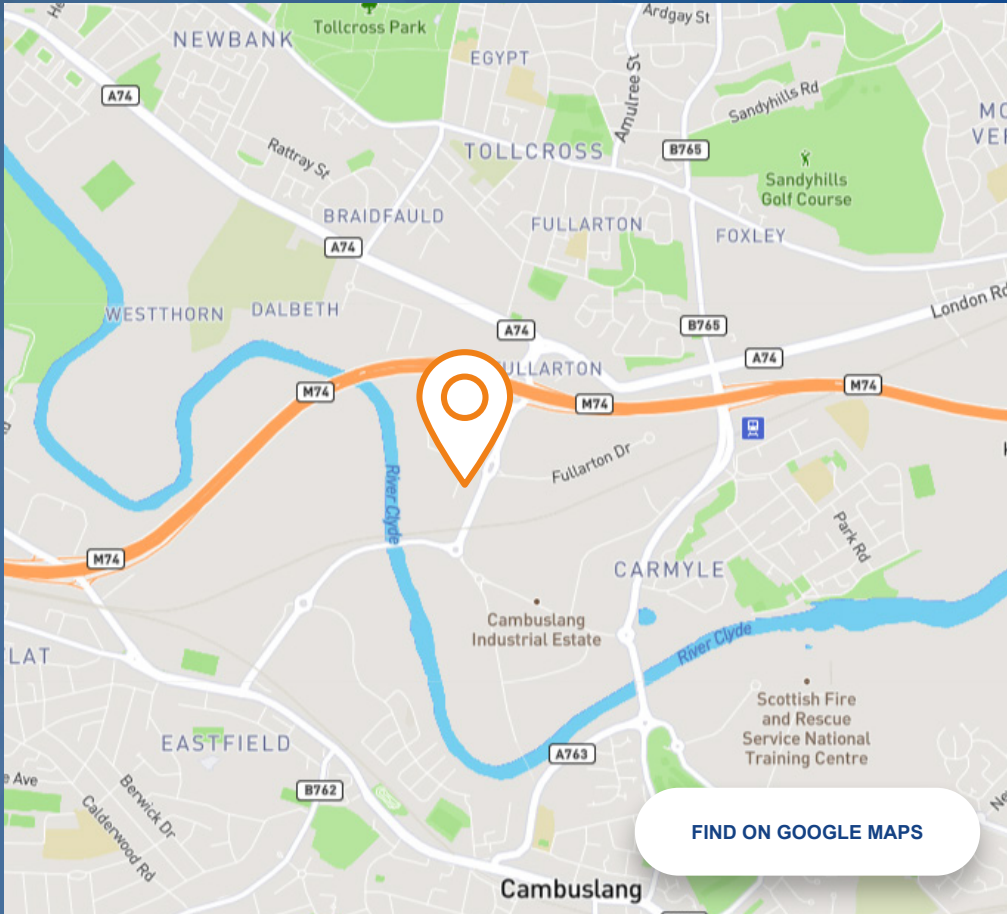 Ardgay St
Tollcross Park
NEWBANK
EGYPT
Amulree St
Sandyhills Rd
A74
Rattray St
TOLLCROSS
B765
Sandyhills
Golf Course
BRAIDFAULD
FULLARTON
FOXLEY
A74
London Rd
WESTTHORN
DALBETH
A74
B765
A74
ULLARTON
M74
M74
M74
Fullarton Dr
River Clyde
Park Rd
M74
CARMYLE
Cambuslang
Industrial Estate
River Clyde
LAT
Scottish Fire
and Rescue
Service National
Training Centre
EASTFIELD
A763
e Ave
B762
Berwick Dr
Calderwood Rd
FIND ON GOOGLE MAPS
Cambuslang